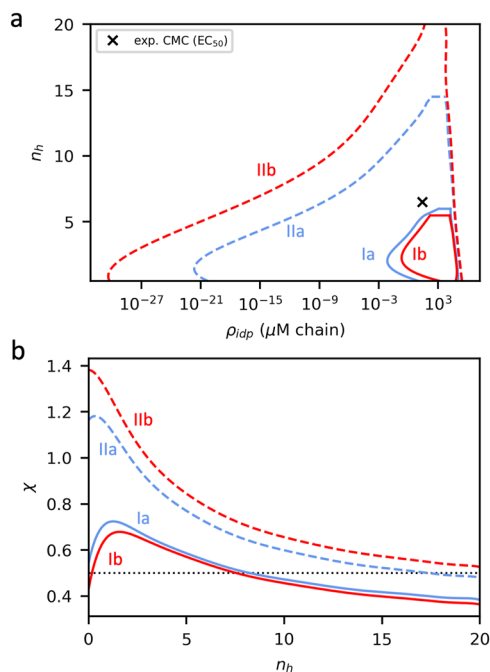 a
× exp. CMC (EC₅₀)
20
15
10
5
n_h
IIb
IIa
Ia
Ib
10⁻²⁷ 10⁻²¹ 10⁻¹⁵ 10⁻⁹ 10⁻³ 10³
ρ_idp (μM chain)
b
1.4
1.2
1.0
0.8
0.6
0.4
χ
IIb
IIa
Ia
Ib
0 5 10 15 20
n_h